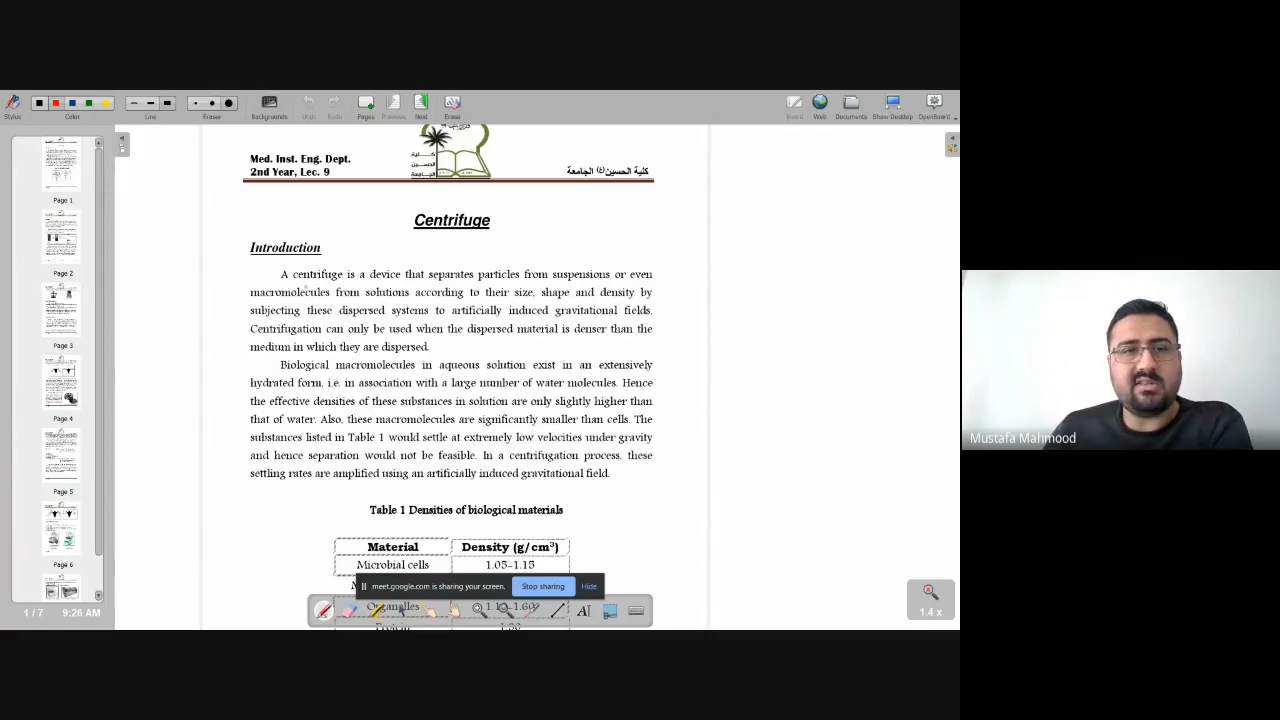 Stylus
Color
Line
Eraser
Backgrounds
Undo
Redo
Pages
Previous
Next
Erase
Board
Web
Documents
Show Desktop
OpenBoard
Med. Inst. Eng. Dept.
2nd Year, Lec. 9
كلية
الحسين
الجامعة
كلية الحسين(ع) الجامعة
Centrifuge
Introduction
A centrifuge is a device that separates particles from suspensions or even
macromolecules from solutions according to their size, shape and density by
subjecting these dispersed systems to artificially induced gravitational fields.
Centrifugation can only be used when the dispersed material is denser than the
medium in which they are dispersed.
Biological macromolecules in aqueous solution exist in an extensively
hydrated form, i.e. in association with a large number of water molecules. Hence
the effective densities of these substances in solution are only slightly higher than
that of water. Also, these macromolecules are significantly smaller than cells. The
substances listed in Table 1 would settle at extremely low velocities under gravity
and hence separation would not be feasible. In a centrifugation process, these
settling rates are amplified using an artificially induced gravitational field.
Table 1 Densities of biological materials
Material Density (g/cm³)
Microbial cells 1.05-1.15
Organelles 1.60
Protein 1.30
meet.google.com is sharing your screen. Stop sharing Hide
Page 1
Page 2
Page 3
Page 4
Page 5
Page 6
1 / 7 9:26 AM
1.4 x
Mustafa Mahmood